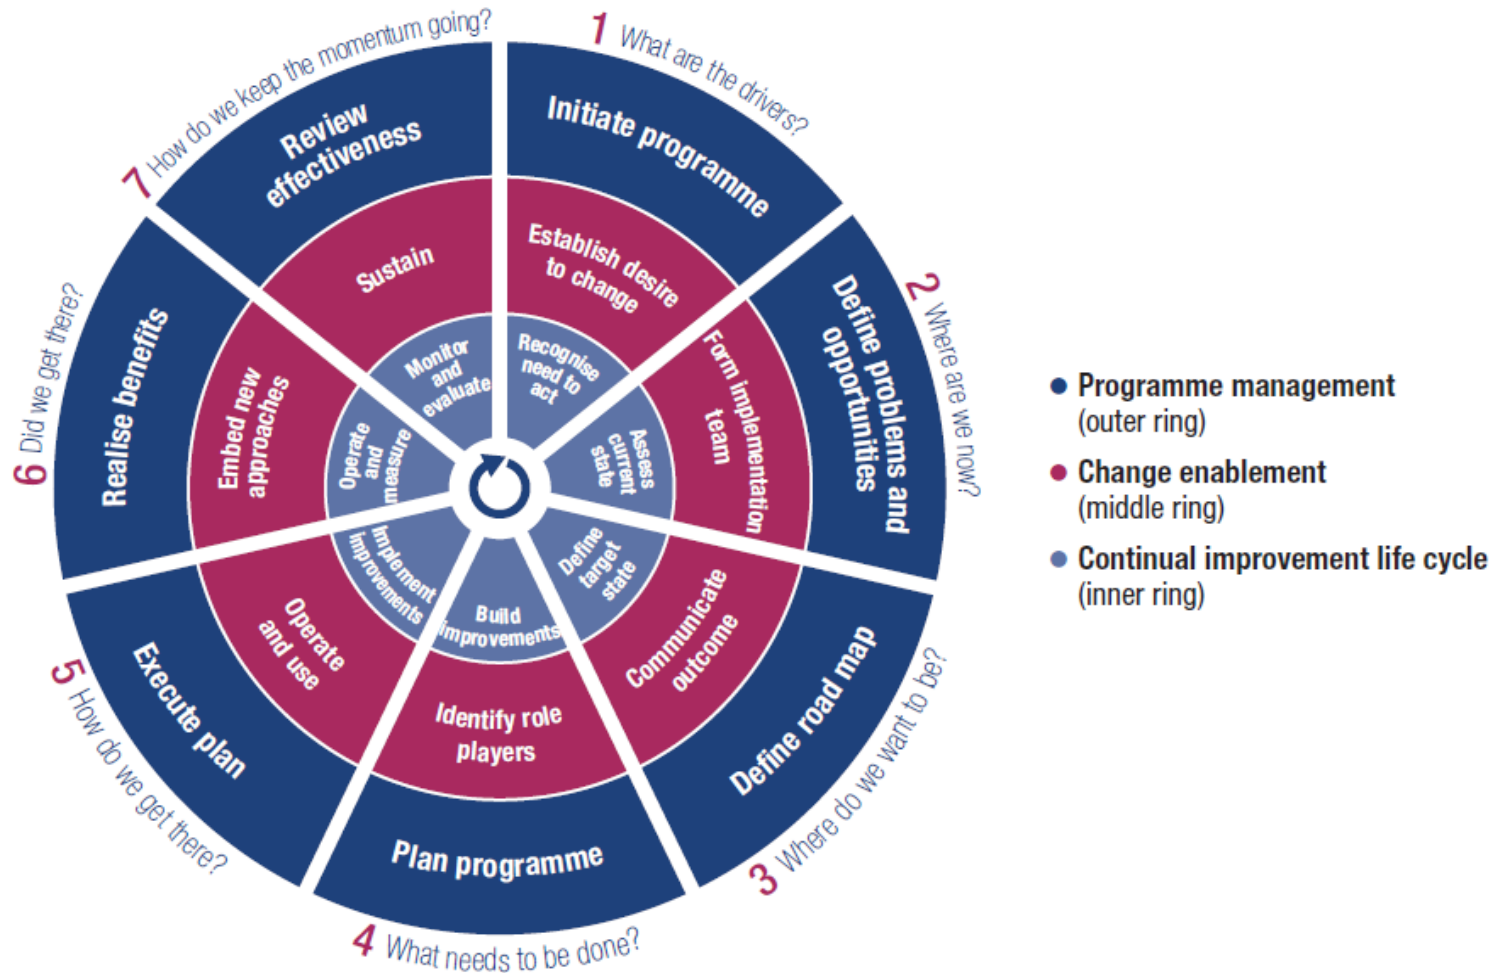 1 What are the drivers?
Initiate programme
Establish desire
to change
Recognise
need to
act
2 Where are we now?
Define problems and
opportunities
Form implementation
team
Assess
current
state
3 Where do we want to be?
Define road map
Communicate
outcome
Define
target
state
4 What needs to be done?
Plan programme
Identify role
players
Build
improvements
5 How do we get there?
Execute plan
Operate
and use
Implement
improvements
6 Did we get there?
Realise benefits
Embed new
approaches
Operate
and
measure
7 How do we keep the momentum going?
Review
effectiveness
Sustain
Monitor
and
evaluate
Programme management
(outer ring)
Change enablement
(middle ring)
Continual improvement life cycle
(inner ring)